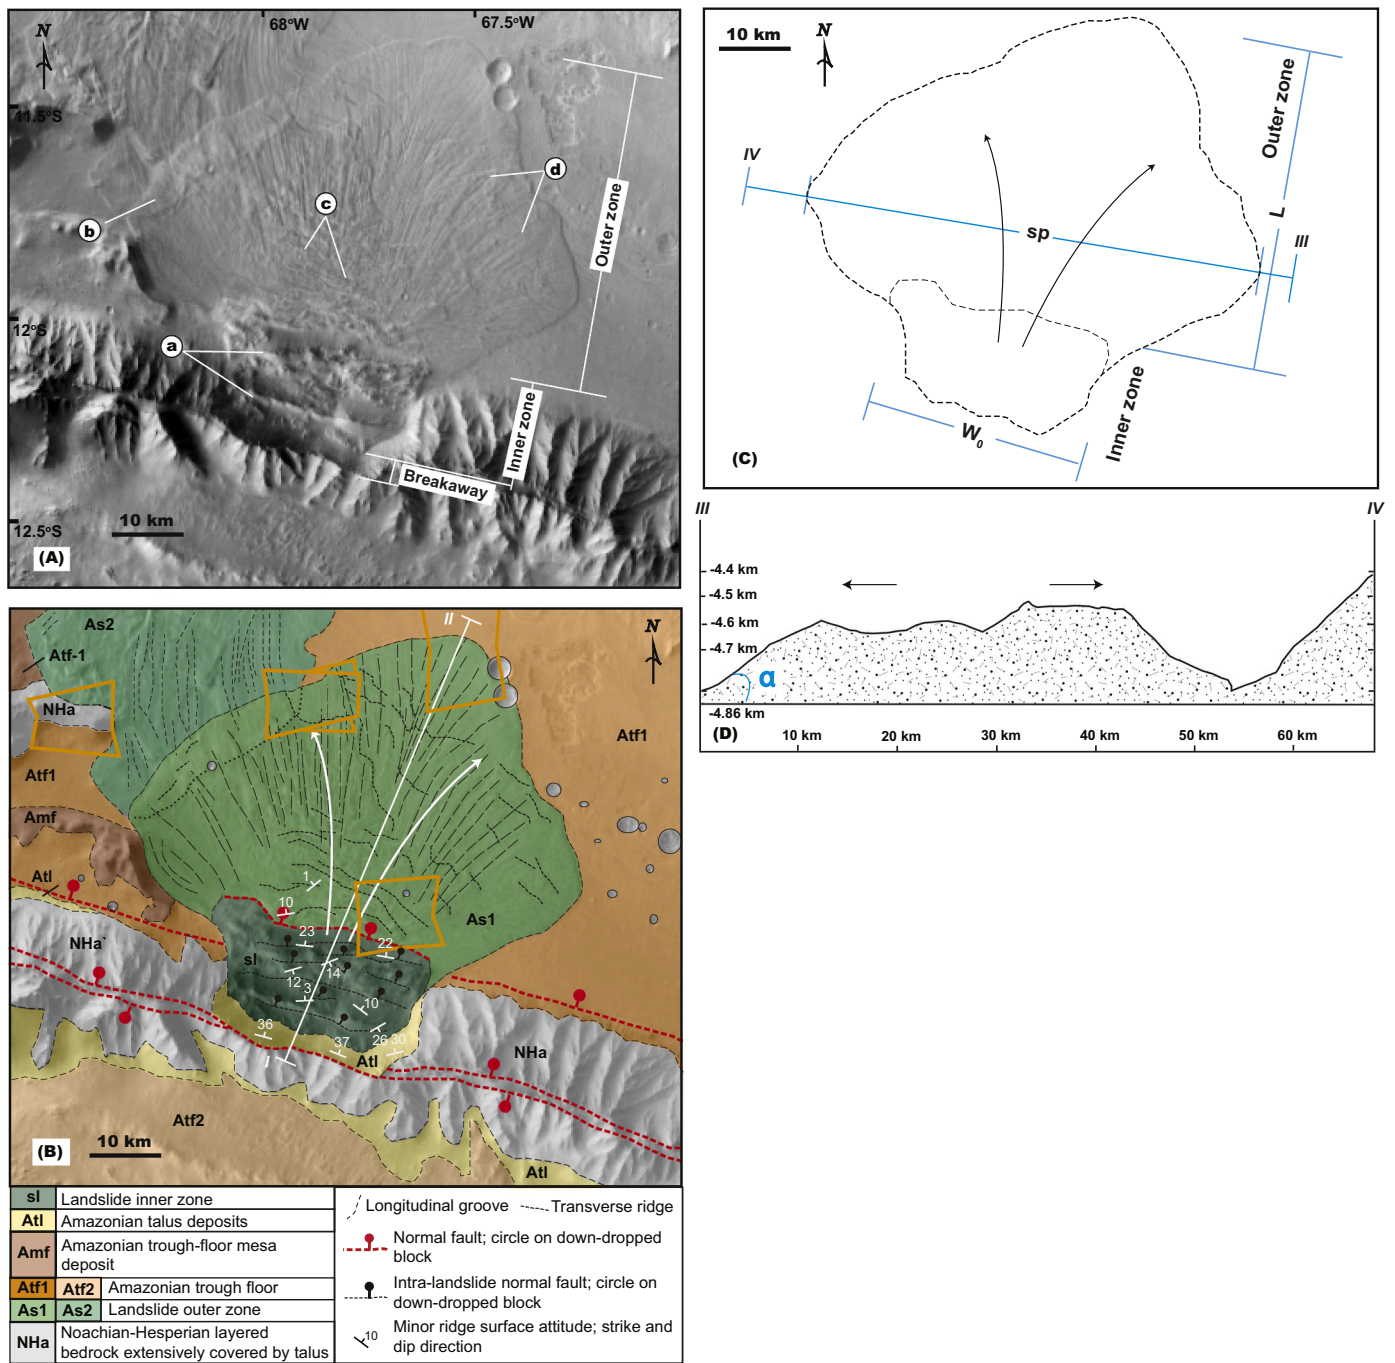 68°W
67.5°W
N
11.5°S
d
c
b
Outer zone
12°S
a
Inner zone
Breakaway
10 km
12.5°S
(A)
10 km
N
Outer zone
IV
L
sp
III
W0
Inner zone
(C)
III
IV
-4.4 km
-4.5 km
-4.6 km
-4.7 km
α
-4.86 km
(D)
10 km
20 km
30 km
40 km
50 km
60 km
II
N
As2
Atf-1
NHa
Atf1
Atf1
Amf
Atl
1
10
As1
23
22
NHa`
sl
14
12
3
10
36
26
30
37
I
Atl
NHa
Atf2
10 km
(B)
Atl
sl Landslide inner zone
Atl Amazonian talus deposits
Amf Amazonian trough-floor mesa
deposit
Atf1 Atf2 Amazonian trough floor
As1 As2 Landslide outer zone
NHa Noachian-Hesperian layered
bedrock extensively covered by talus
Longitudinal groove
Transverse ridge
Normal fault; circle on down-dropped
block
Intra-landslide normal fault; circle on
down-dropped block
10
Minor ridge surface attitude; strike and
dip direction